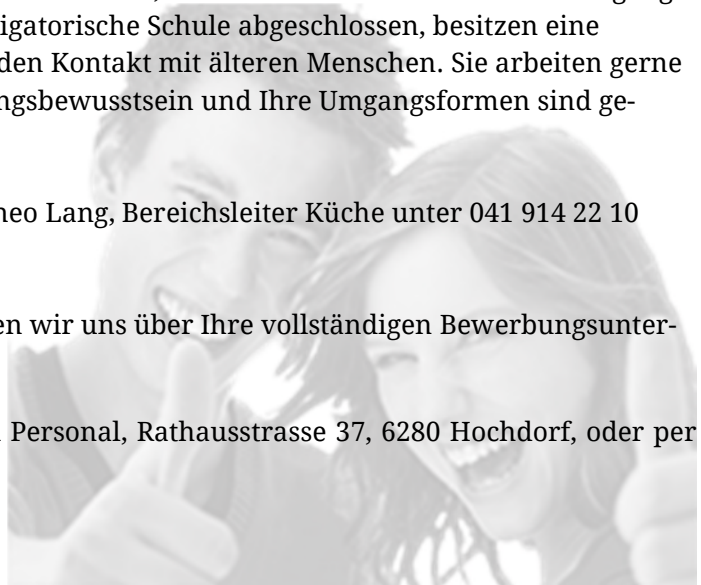 igatorische Schule abgeschlossen, besitzen eine
den Kontakt mit älteren Menschen. Sie arbeiten gerne
ngsbewusstsein und Ihre Umgangsformen sind ge-
neo Lang, Bereichsleiter Küche unter 041 914 22 10
en wir uns über Ihre vollständigen Bewerbungsunter-
Personal, Rathausstrasse 37, 6280 Hochdorf, oder per